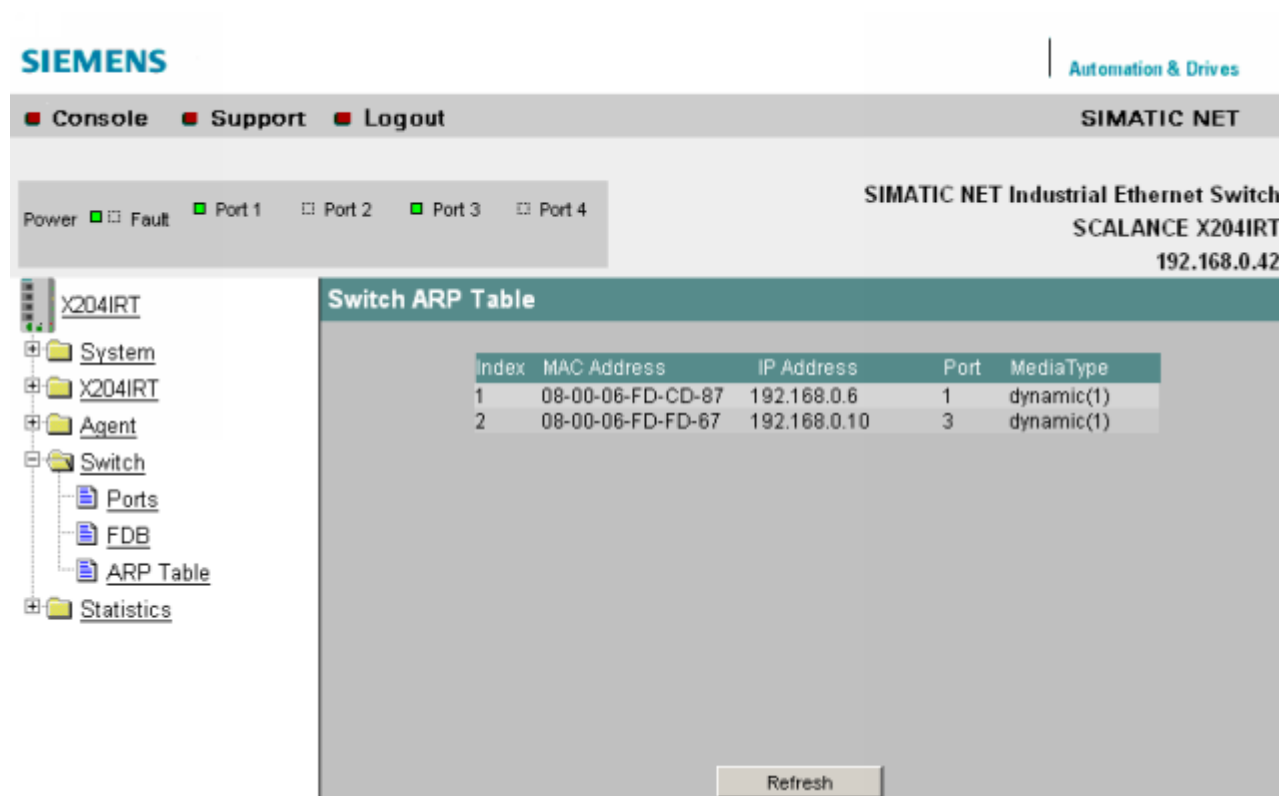 SIEMENS
Automation & Drives
Console Support Logout SIMATIC NET
Power Fault Port 1 Port 2 Port 3 Port 4
SIMATIC NET Industrial Ethernet Switch
SCALANCE X204IRT
192.168.0.42
X204IRT
System
X204IRT
Agent
Switch
Ports
FDB
ARP Table
Statistics
Switch ARP Table
Index MAC Address IP Address Port MediaType
1 08-00-06-FD-CD-87 192.168.0.6 1 dynamic(1)
2 08-00-06-FD-FD-67 192.168.0.10 3 dynamic(1)
Refresh